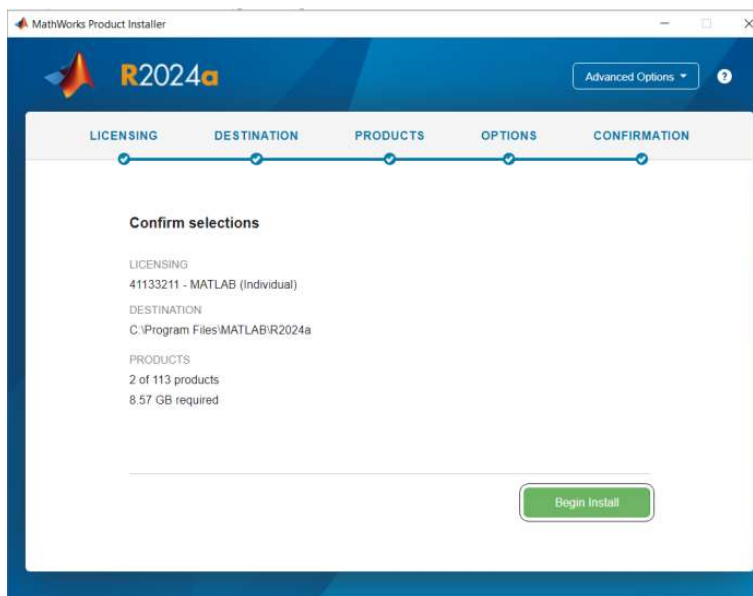 MathWorks Product Installer
R2024a
Advanced Options
?
LICENSING DESTINATION PRODUCTS OPTIONS CONFIRMATION
Confirm selections
LICENSING
41133211 - MATLAB (Individual)
DESTINATION
C:\Program Files\MATLAB\R2024a
PRODUCTS
2 of 113 products
8.57 GB required
Begin Install